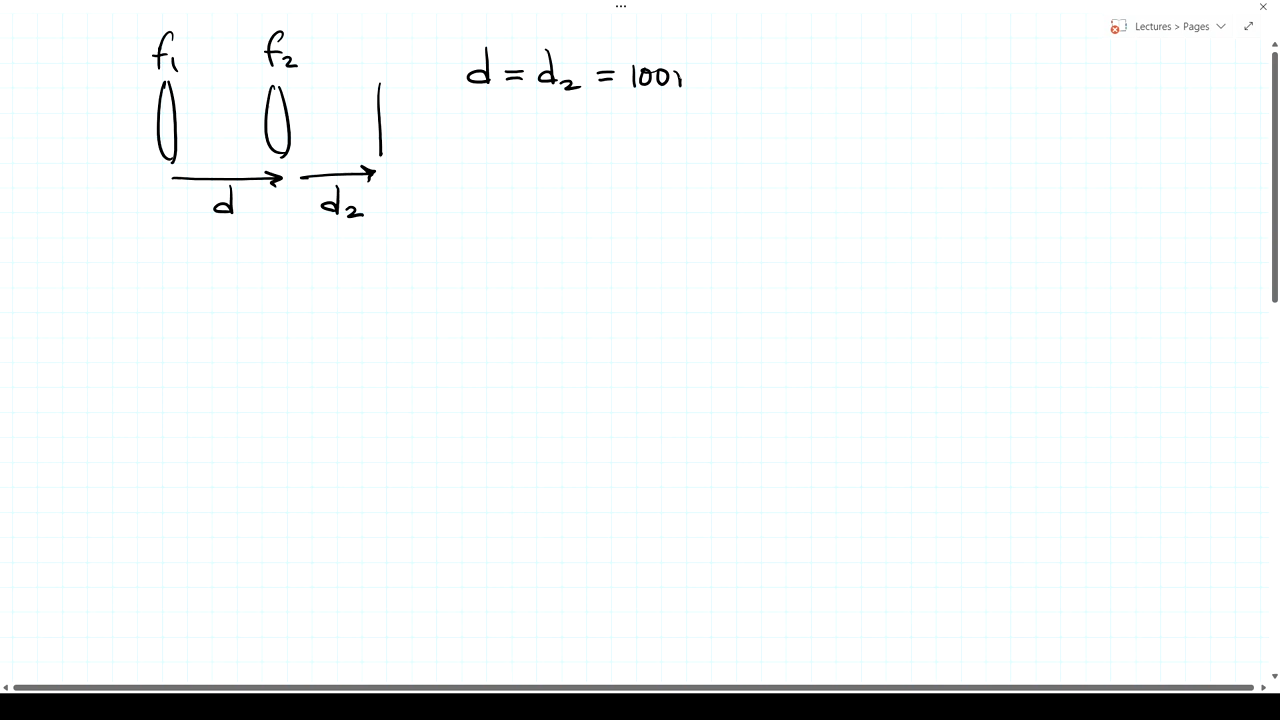 Lectures > Pages
f₁ f₂ d = d₂ = 100
d d₂